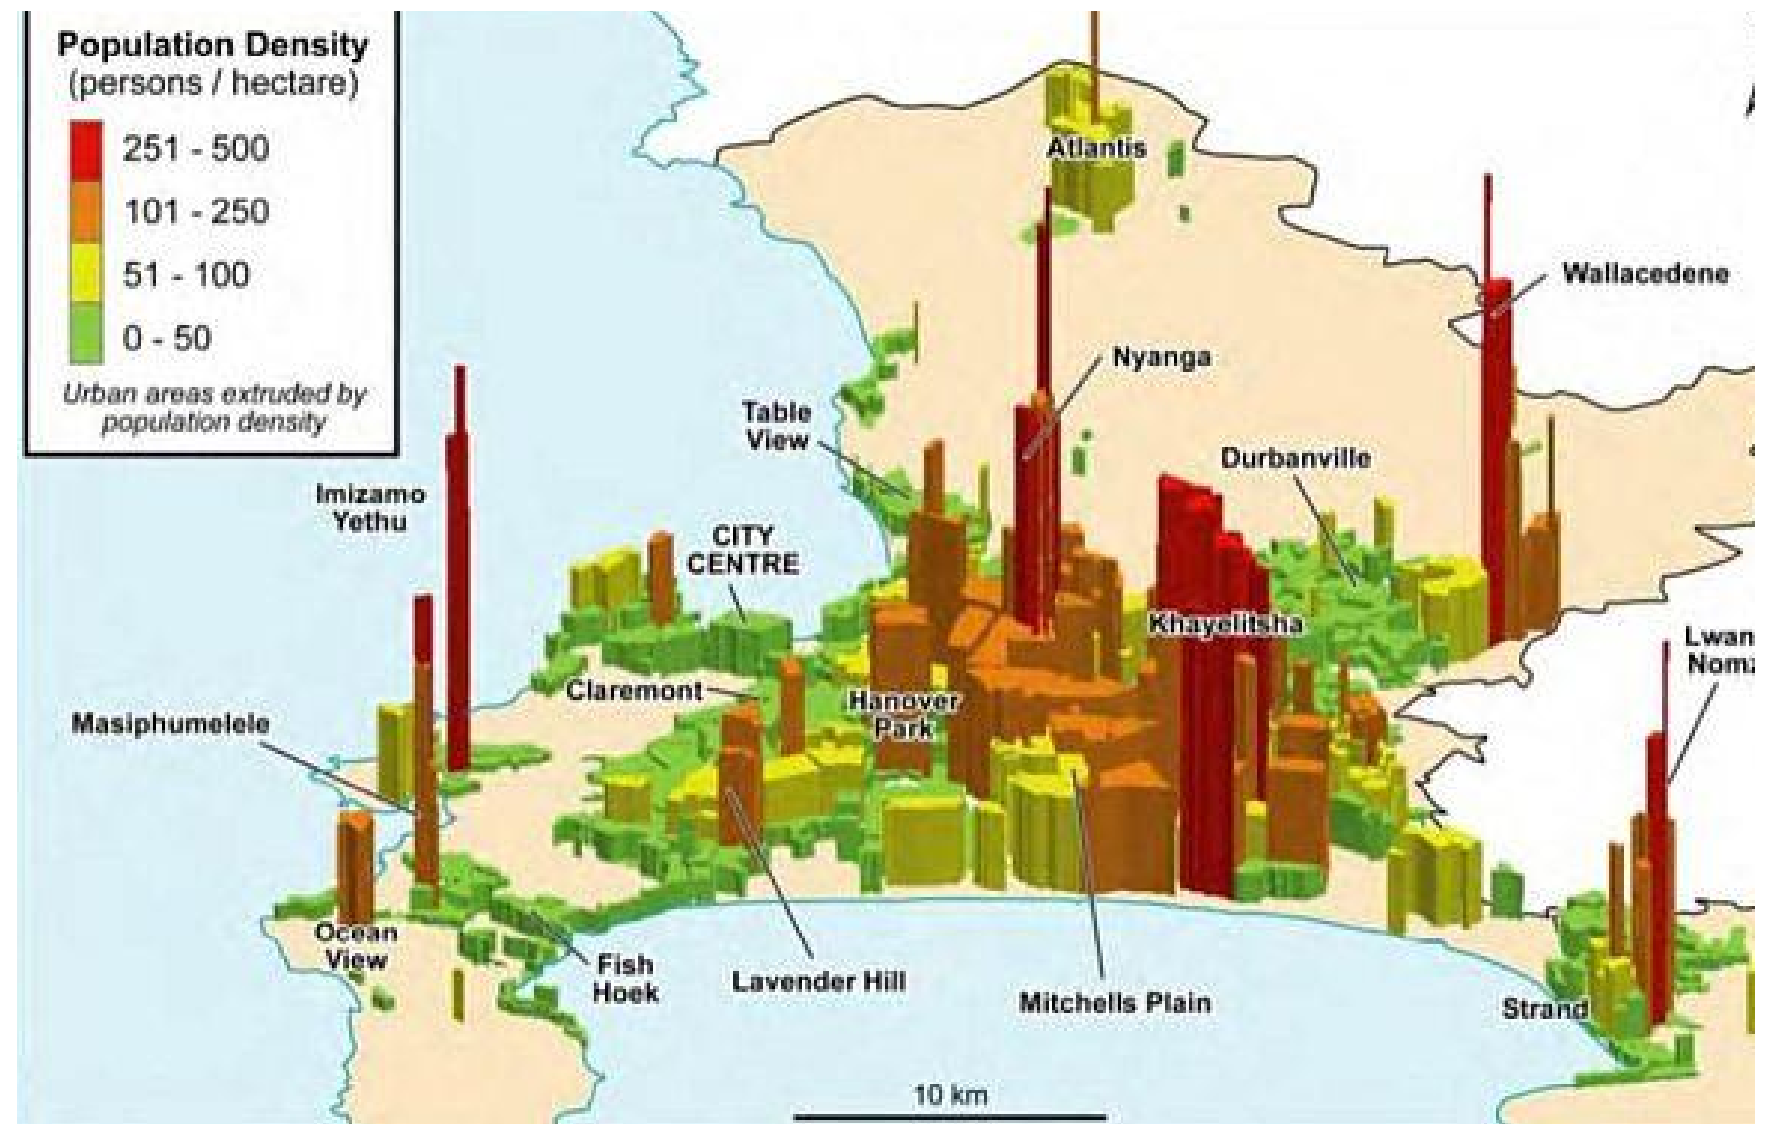 Population Density
(persons / hectare)
251 - 500
101 - 250
51 - 100
0 - 50
Urban areas extruded by
population density
Atlantis
Wallacedene
Nyanga
Table
View
Durbanville
Imizamo
Yethu
CITY
CENTRE
Khayelitsha
Lwan
Nomz
Claremont
Hanover
Park
Masiphumelele
Ocean
View
Fish
Hoek
Lavender Hill
Mitchells Plain
Strand
10 km